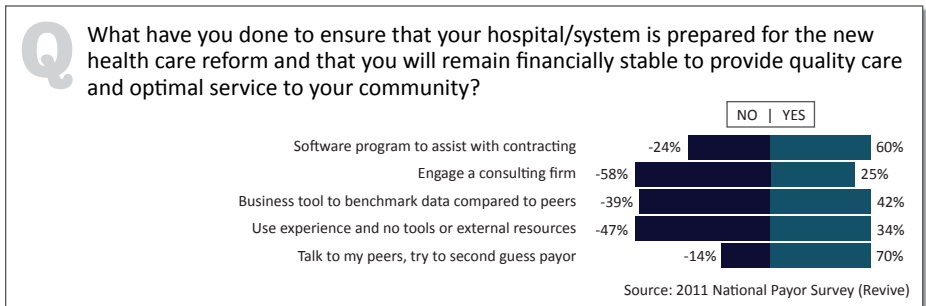 Q
What have you done to ensure that your hospital/system is prepared for the new
health care reform and that you will remain financially stable to provide quality care
and optimal service to your community?
NO | YES
Software program to assist with contracting -24% 60%
Engage a consulting firm -58% 25%
Business tool to benchmark data compared to peers -39% 42%
Use experience and no tools or external resources -47% 34%
Talk to my peers, try to second guess payor -14% 70%
Source: 2011 National Payor Survey (Revive)